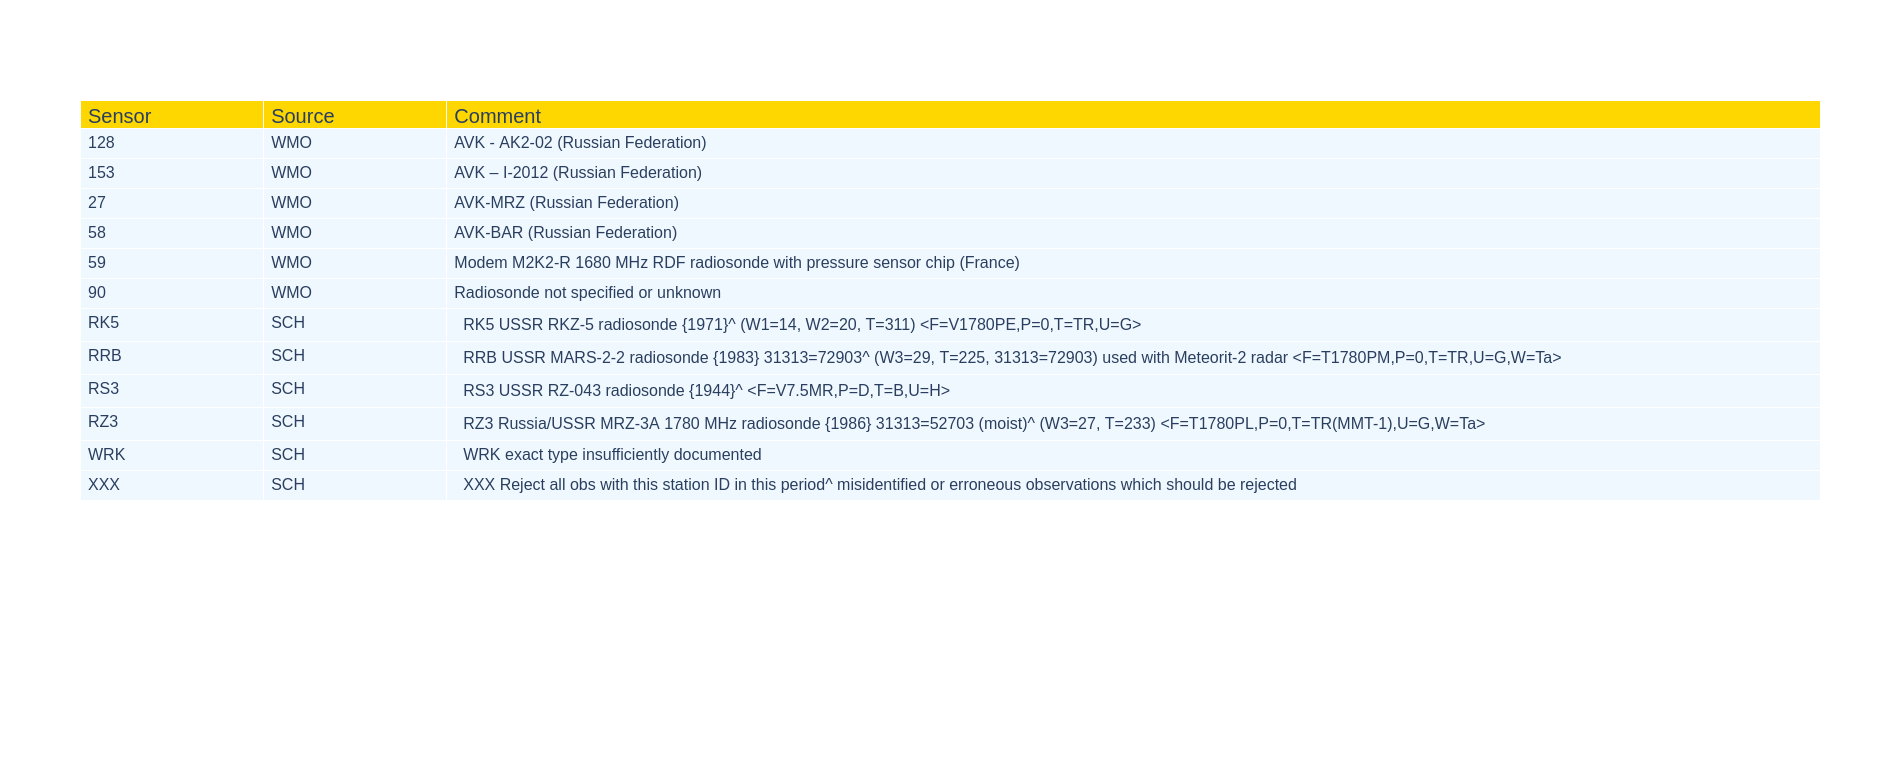 Sensor Source Comment
128 WMO AVK - AK2-02 (Russian Federation)
153 WMO AVK – I-2012 (Russian Federation)
27 WMO AVK-MRZ (Russian Federation)
58 WMO AVK-BAR (Russian Federation)
59 WMO Modem M2K2-R 1680 MHz RDF radiosonde with pressure sensor chip (France)
90 WMO Radiosonde not specified or unknown
RK5 SCH RK5 USSR RKZ-5 radiosonde {1971}^ (W1=14, W2=20, T=311) <F=V1780PE,P=0,T=TR,U=G>
RRB SCH RRB USSR MARS-2-2 radiosonde {1983} 31313=72903^ (W3=29, T=225, 31313=72903) used with Meteorit-2 radar <F=T1780PM,P=0,T=TR,U=G,W=Ta>
RS3 SCH RS3 USSR RZ-043 radiosonde {1944}^ <F=V7.5MR,P=D,T=B,U=H>
RZ3 SCH RZ3 Russia/USSR MRZ-3A 1780 MHz radiosonde {1986} 31313=52703 (moist)^ (W3=27, T=233) <F=T1780PL,P=0,T=TR(MMT-1),U=G,W=Ta>
WRK SCH WRK exact type insufficiently documented
XXX SCH XXX Reject all obs with this station ID in this period^ misidentified or erroneous observations which should be rejected